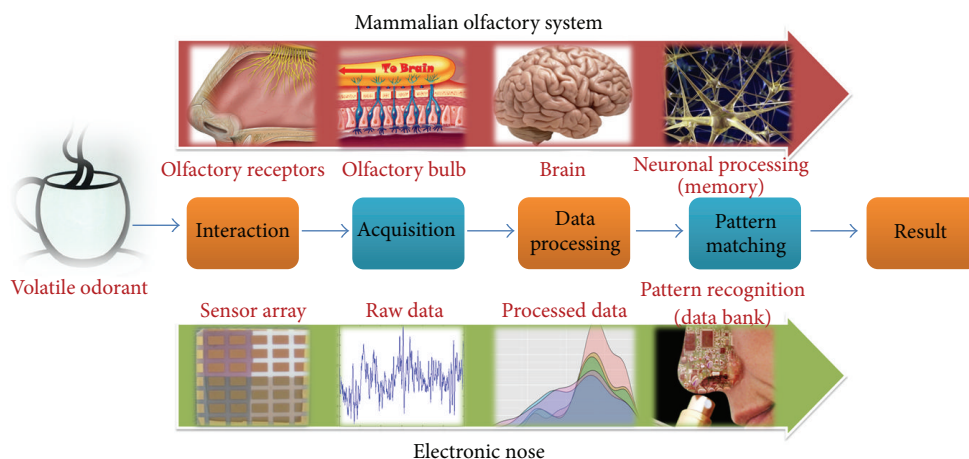 Mammalian olfactory system
To Brain
Olfactory receptors
Olfactory bulb
Brain
Neuronal processing
(memory)
Volatile odorant
Interaction
Acquisition
Data
processing
Pattern
matching
Result
Sensor array
Raw data
Processed data
Pattern recognition
(data bank)
Electronic nose